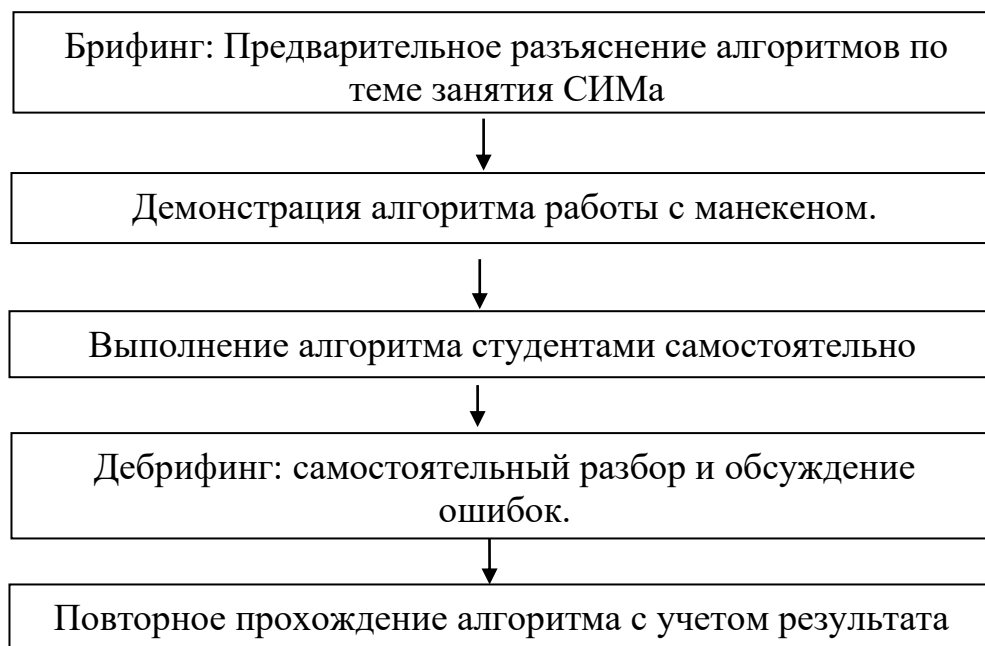 Брифинг: Предварительное разъяснение алгоритмов по
теме занятия СИМа
Демонстрация алгоритма работы с манекеном.
Выполнение алгоритма студентами самостоятельно
Дебрифинг: самостоятельный разбор и обсуждение
ошибок.
Повторное прохождение алгоритма с учетом результата